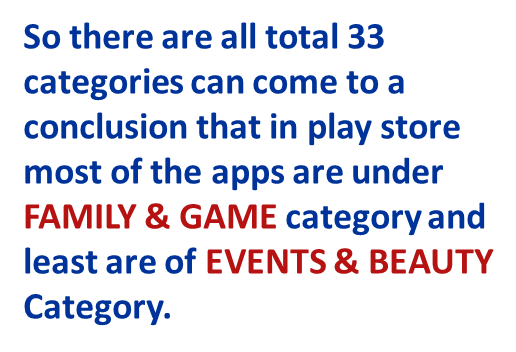 So there are all total 33
categories can come to a
conclusion that in play store
most of the apps are under
FAMILY & GAME category and
least are of EVENTS & BEAUTY
Category.